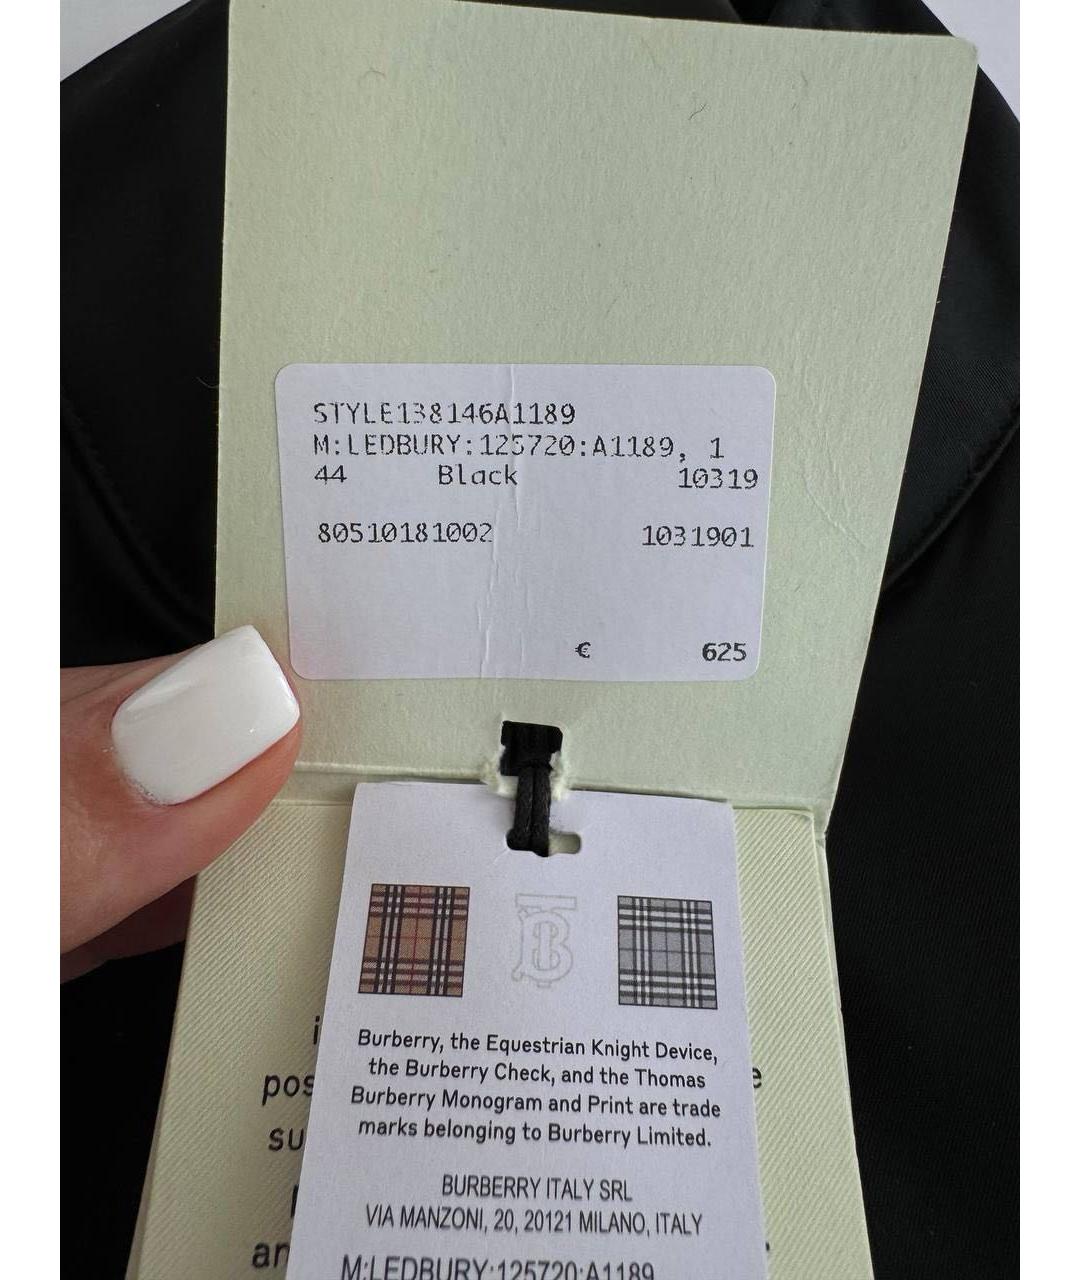 STYLE138146A1189
M:LEDBURY:125720:A1189, 1
44 Black 10319
80510181002 1031901
€ 625
Burberry, the Equestrian Knight Device,
the Burberry Check, and the Thomas
Burberry Monogram and Print are trade
marks belonging to Burberry Limited.
BURBERRY ITALY SRL
VIA MANZONI, 20, 20121 MILANO, ITALY
M:LEDBURY:125720:A1189